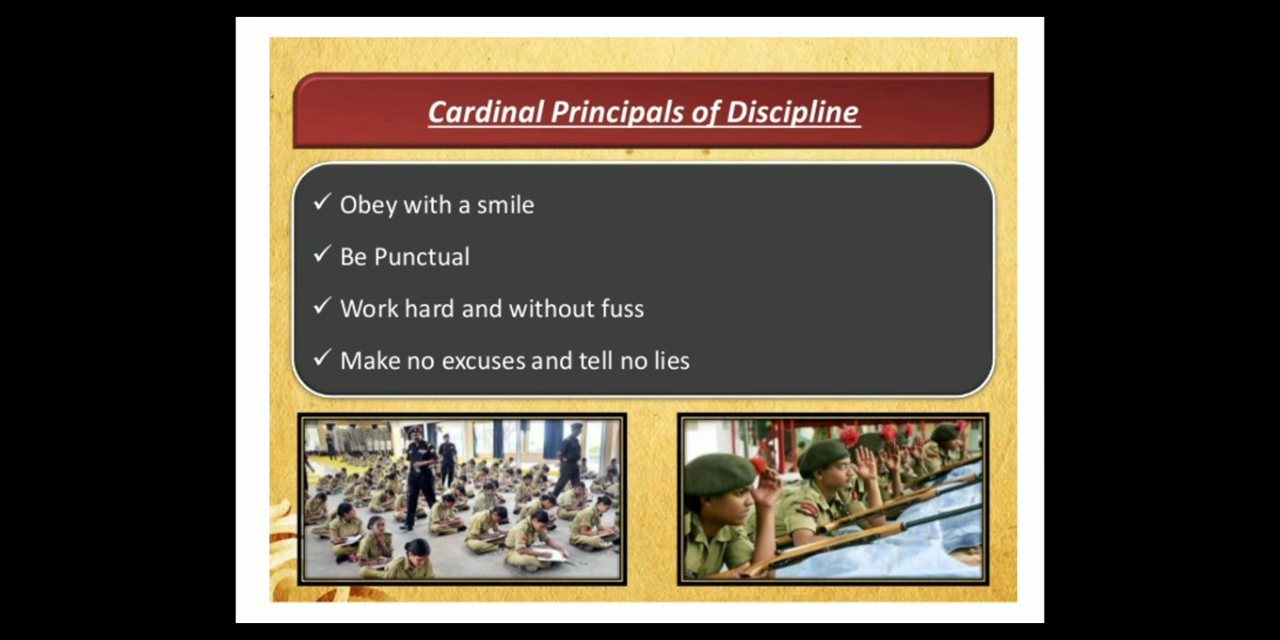 Cardinal Principals of Discipline
✓ Obey with a smile
✓ Be Punctual
✓ Work hard and without fuss
✓ Make no excuses and tell no lies